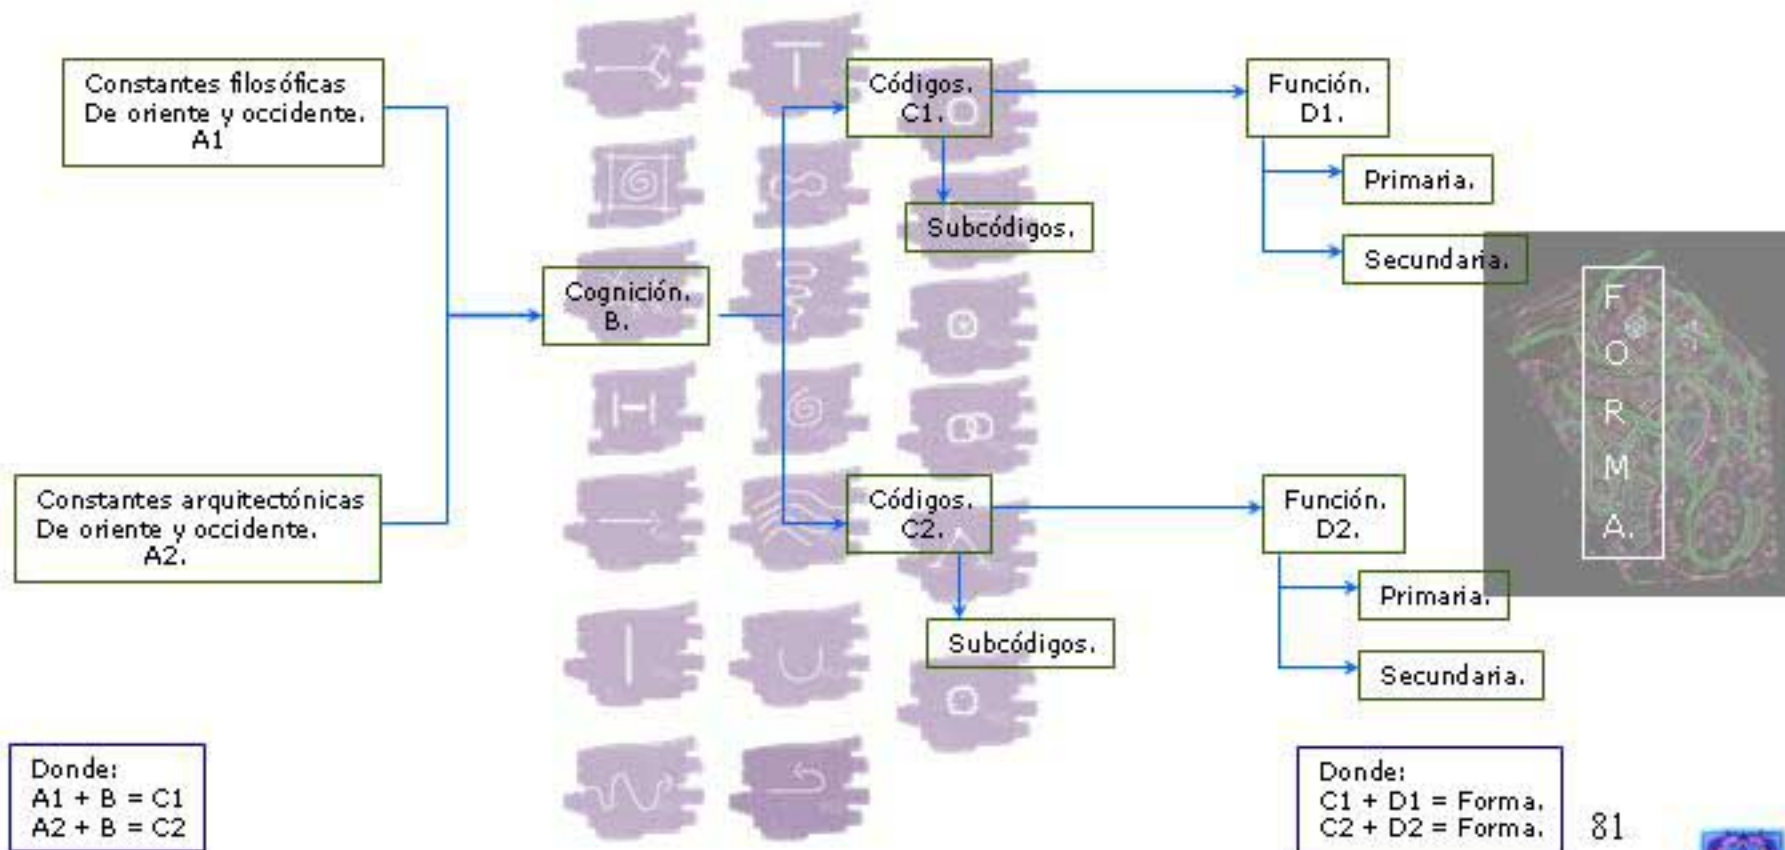 Constantes filosóficas
De oriente y occidente.
A1
Constantes arquitectónicas
De oriente y occidente.
A2.
Cognición.
B.
Códigos.
C1.
Subcódigos.
Códigos.
C2.
Subcódigos.
Función.
D1.
Primaria.
Secundaria.
Función.
D2.
Primaria.
Secundaria.
F
O
R
M
A.
Donde:
A1 + B = C1
A2 + B = C2
Donde:
C1 + D1 = Forma.
C2 + D2 = Forma.
81